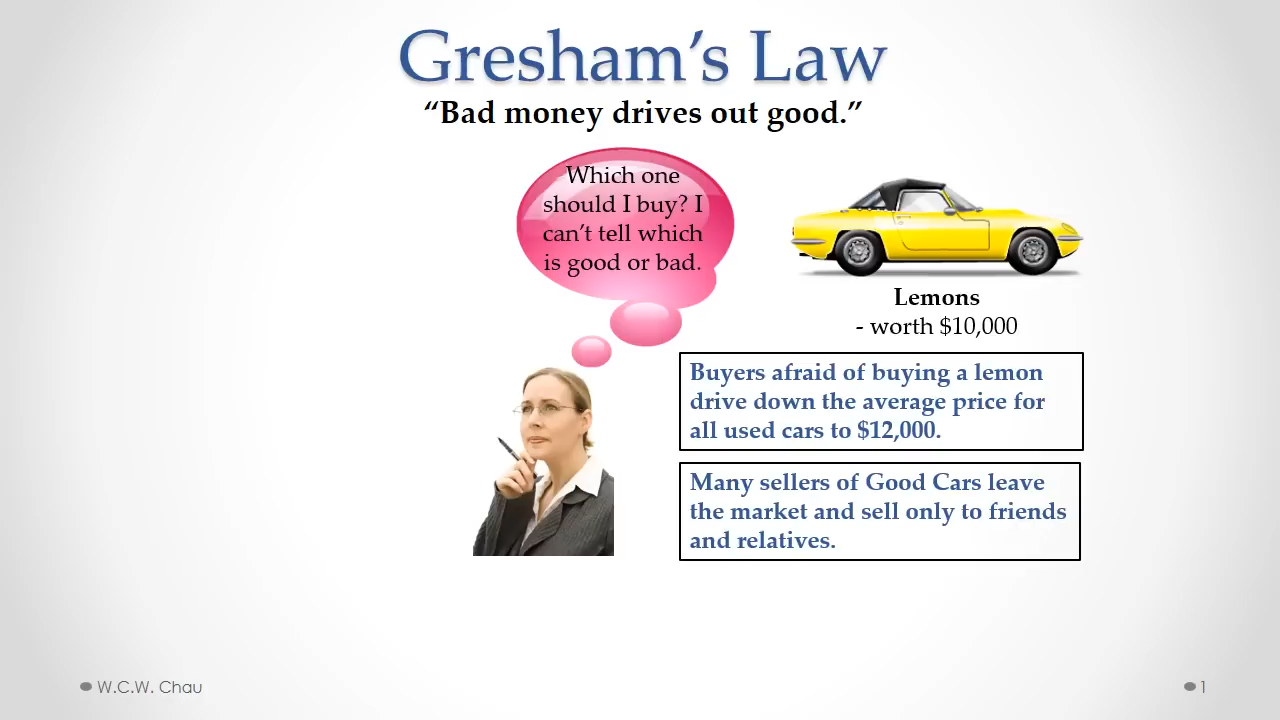 Gresham’s Law
“Bad money drives out good.”
Which one
should I buy? I
can’t tell which
is good or bad.
Lemons
- worth $10,000
Buyers afraid of buying a lemon
drive down the average price for
all used cars to $12,000.
Many sellers of Good Cars leave
the market and sell only to friends
and relatives.
W.C.W. Chau
1